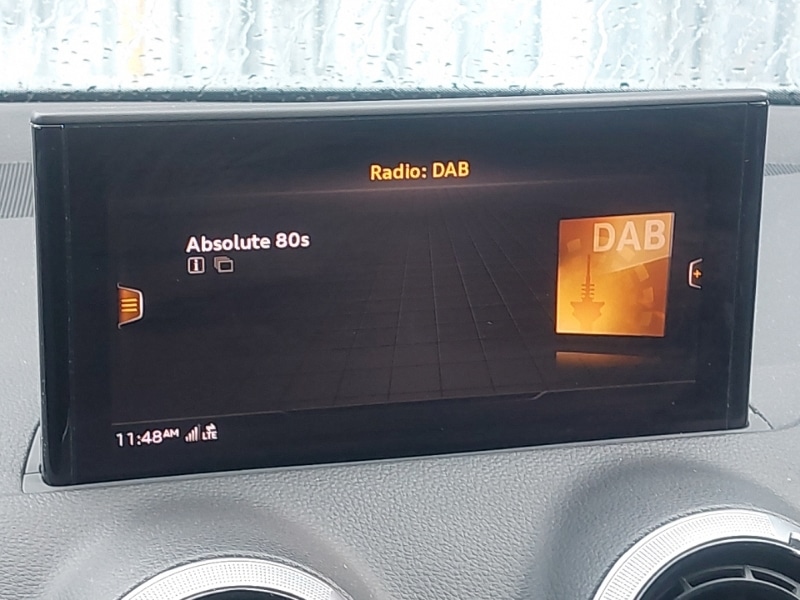 Radio: DAB
Absolute 80s
DAB
11:48AM LTE